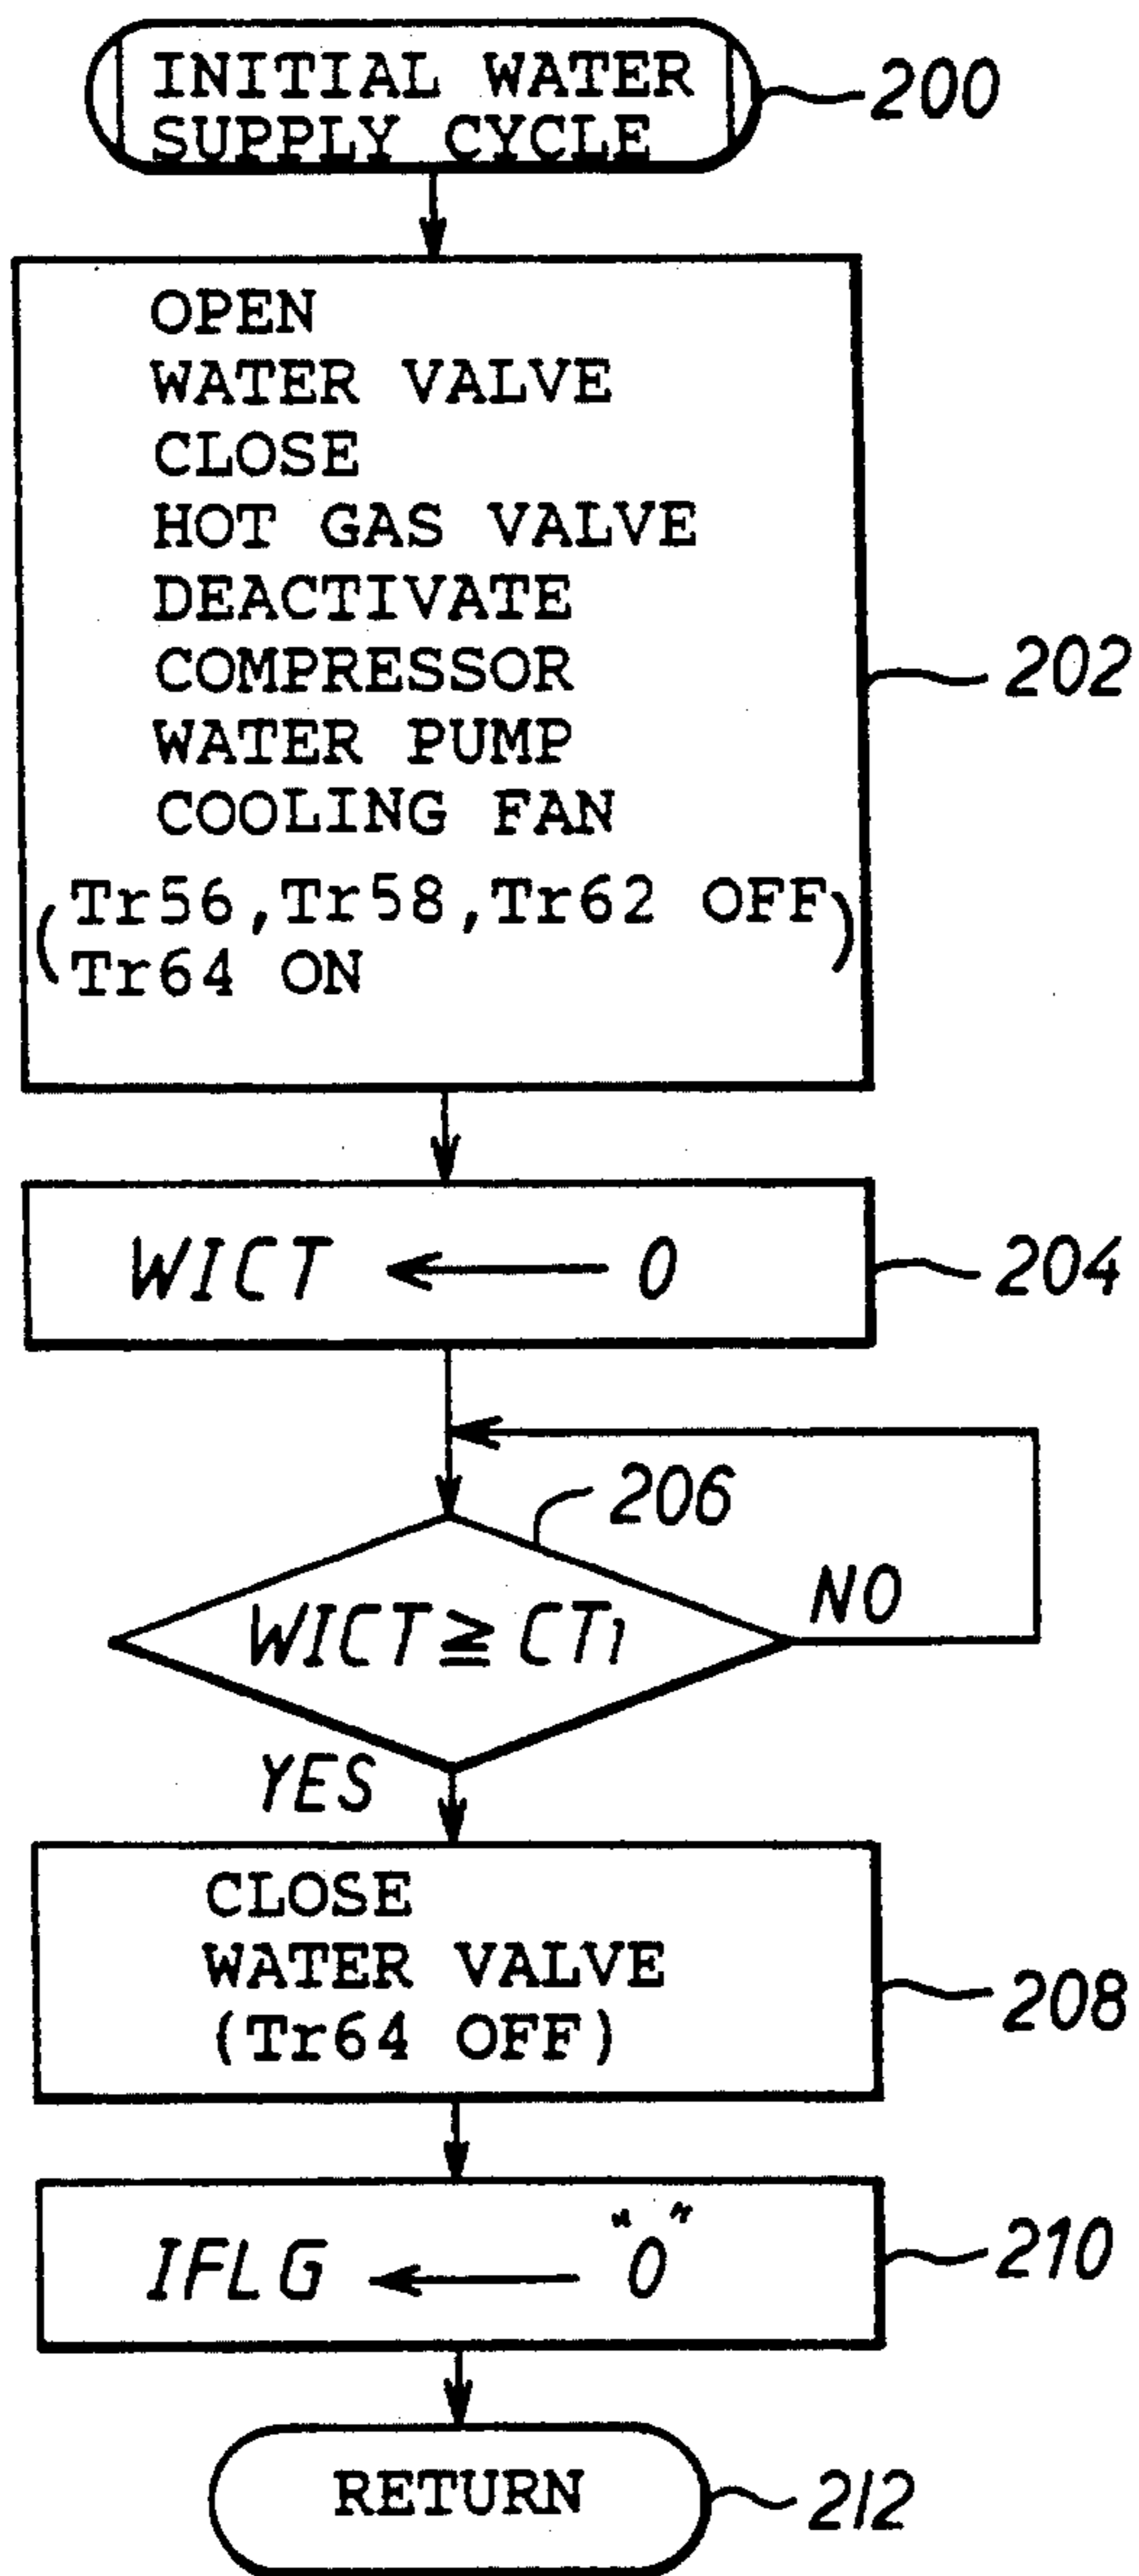 INITIAL WATER
SUPPLY CYCLE
200
OPEN
WATER VALVE
CLOSE
HOT GAS VALVE
DEACTIVATE
COMPRESSOR
WATER PUMP
COOLING FAN
(Tr56,Tr58,Tr62 OFF
Tr64 ON)
202
WICT ← 0
204
206
WICT ≧ CT1
NO
YES
CLOSE
WATER VALVE
(Tr64 OFF)
208
IFLG ← "0"
210
RETURN
212